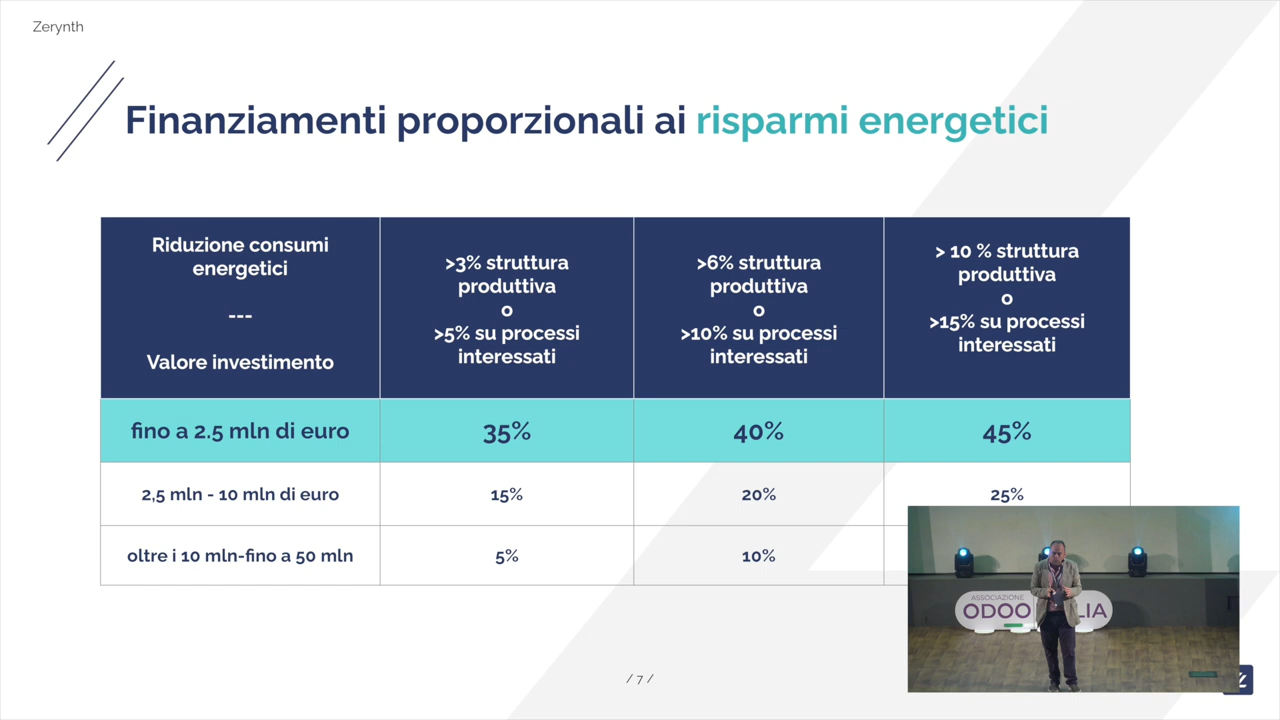 Zerynth
Finanziamenti proporzionali ai risparmi energetici
Riduzione consumi
energetici
---
Valore investimento
>3% struttura
produttiva
o
>5% su processi
interessati
>6% struttura
produttiva
o
>10% su processi
interessati
> 10 % struttura
produttiva
o
>15% su processi
interessati
fino a 2.5 mln di euro
35%
40%
45%
2,5 mln - 10 mln di euro
15%
20%
25%
oltre i 10 mln-fino a 50 mln
5%
10%
ASSOCIAZIONE
ODOO
LIA
/ 7 /